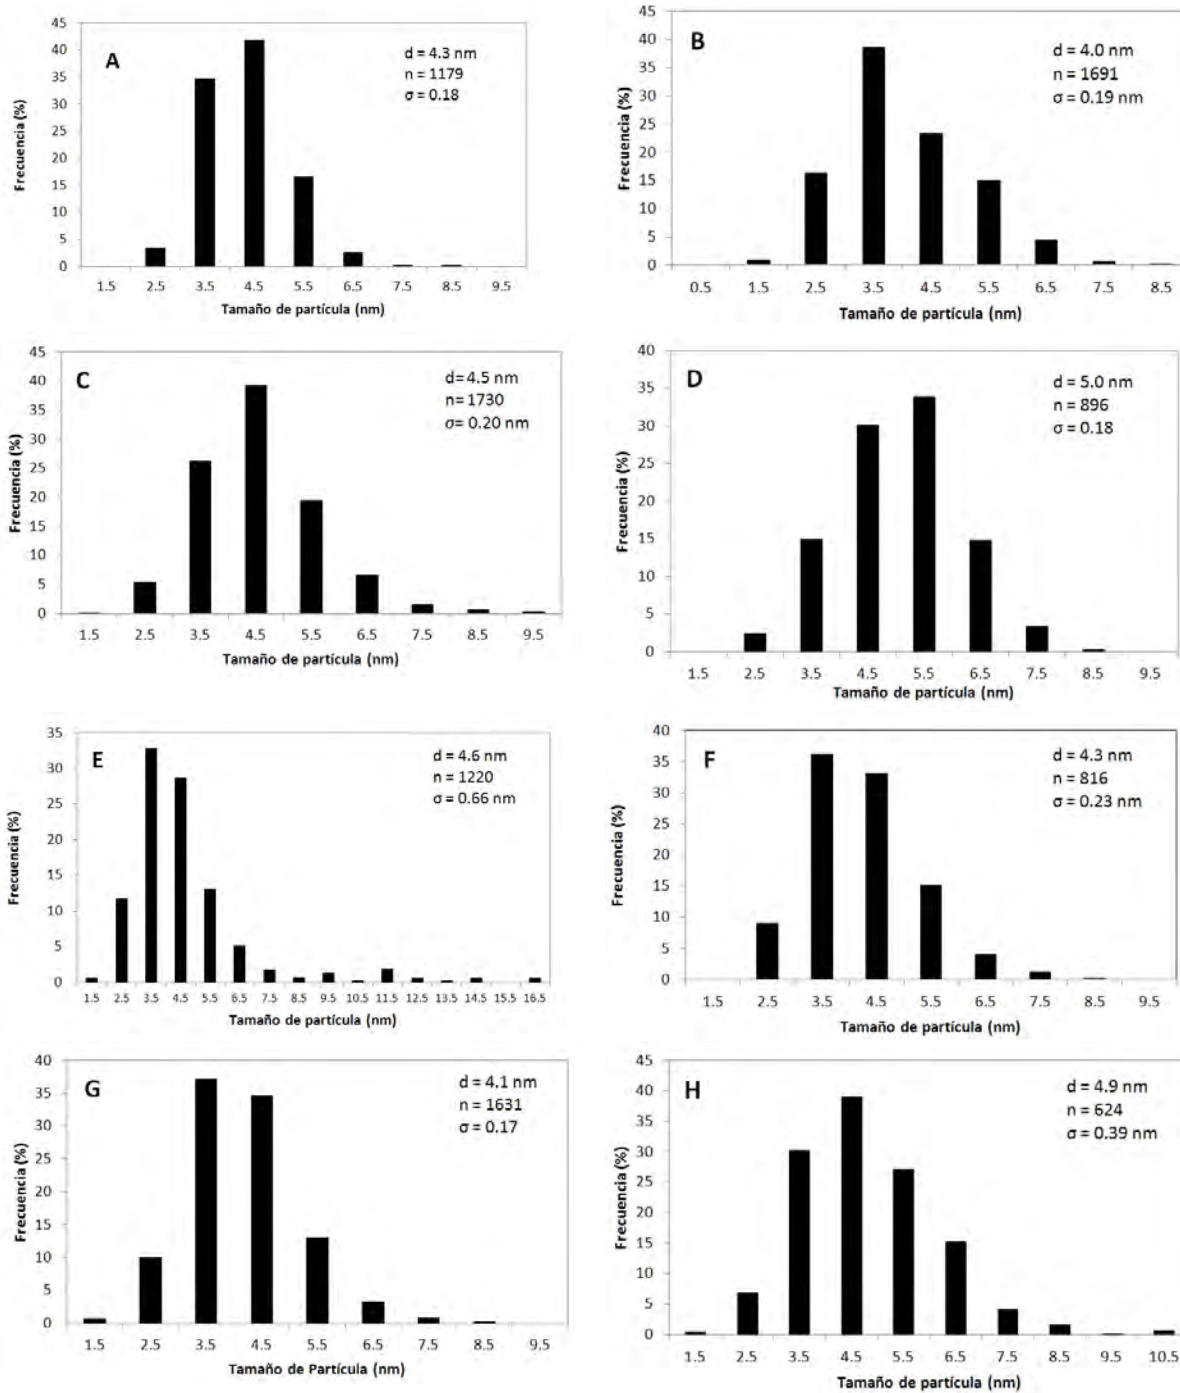 A
d = 4.3 nm
n = 1179
σ = 0.18
Frecuencia (%)
45
40
35
30
25
20
15
10
5
0
1.5 2.5 3.5 4.5 5.5 6.5 7.5 8.5 9.5
Tamaño de partícula (nm)
B
d = 4.0 nm
n = 1691
σ = 0.19 nm
Frecuencia (%)
45
40
35
30
25
20
15
10
5
0
0.5 1.5 2.5 3.5 4.5 5.5 6.5 7.5 8.5
Tamaño de partícula (nm)
C
d= 4.5 nm
n= 1730
σ= 0.20 nm
Frecuencia (%)
45
40
35
30
25
20
15
10
5
0
1.5 2.5 3.5 4.5 5.5 6.5 7.5 8.5 9.5
Tamaño de partícula (nm)
D
d = 5.0 nm
n = 896
σ = 0.18
Frecuencia (%)
40
35
30
25
20
15
10
5
0
1.5 2.5 3.5 4.5 5.5 6.5 7.5 8.5 9.5
Tamaño de partícula (nm)
E
d = 4.6 nm
n = 1220
σ = 0.66 nm
Frecuencia (%)
35
30
25
20
15
10
5
0
1.5 2.5 3.5 4.5 5.5 6.5 7.5 8.5 9.5 10.5 11.5 12.5 13.5 14.5 15.5 16.5
Tamaño de partícula (nm)
F
d = 4.3 nm
n = 816
σ = 0.23 nm
Frecuencia (%)
40
35
30
25
20
15
10
5
0
1.5 2.5 3.5 4.5 5.5 6.5 7.5 8.5 9.5
Tamaño de partícula (nm)
G
d = 4.1 nm
n = 1631
σ = 0.17
Frecuencia (%)
40
35
30
25
20
15
10
5
0
1.5 2.5 3.5 4.5 5.5 6.5 7.5 8.5 9.5
Tamaño de Partícula (nm)
H
d = 4.9 nm
n = 624
σ = 0.39 nm
Frecuencia (%)
45
40
35
30
25
20
15
10
5
0
1.5 2.5 3.5 4.5 5.5 6.5 7.5 8.5 9.5 10.5
Tamaño de partícula (nm)